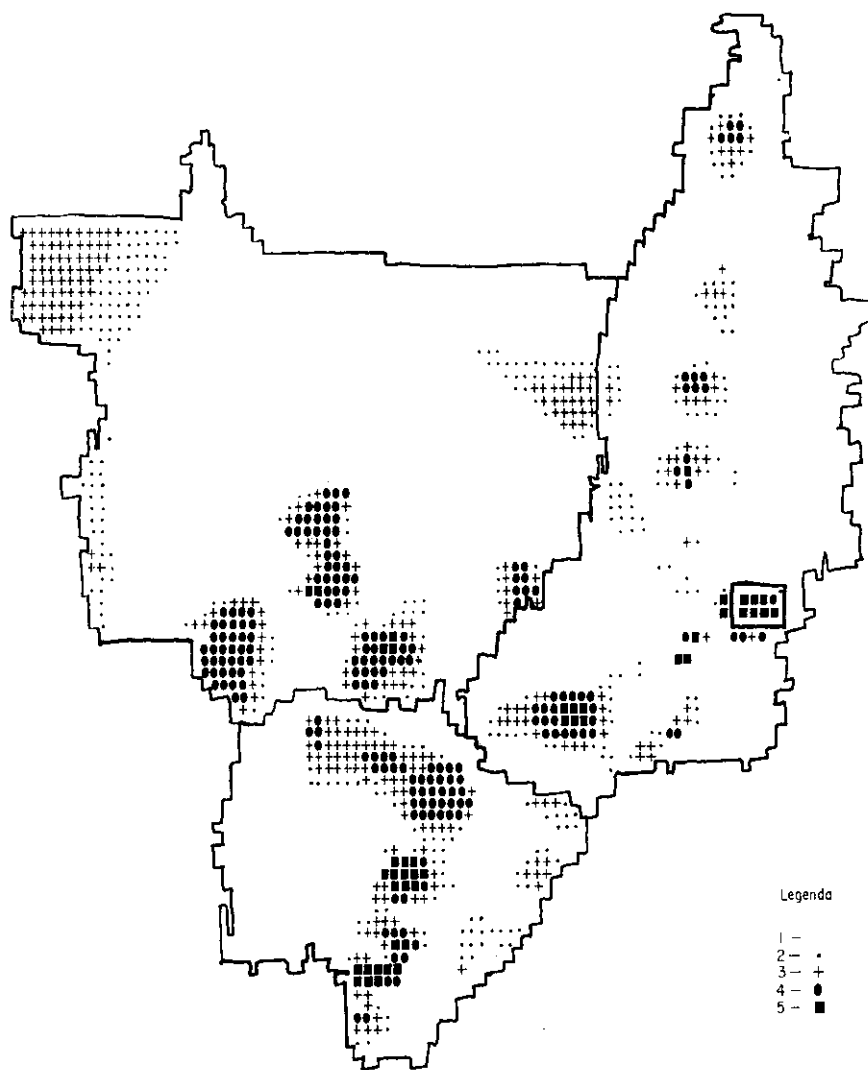 Legenda
1 –
2 – .
3 – +
4 – ●
5 – ■